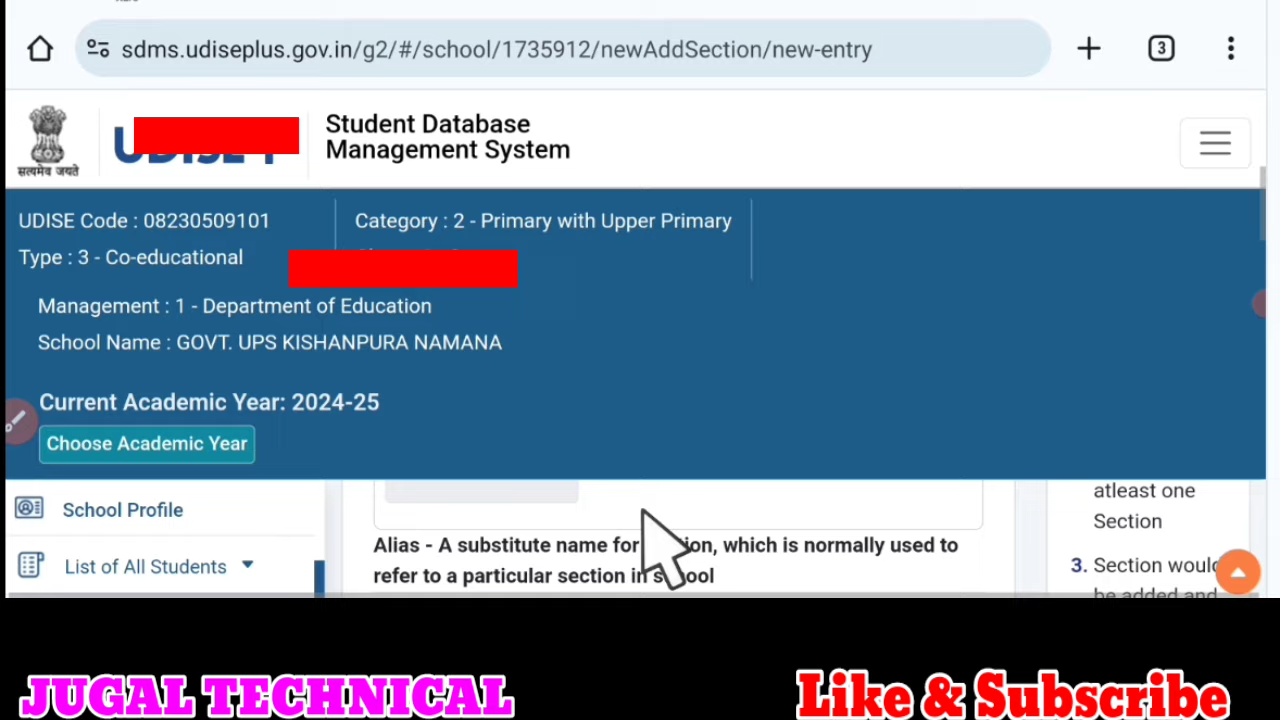 sdms.udiseplus.gov.in/g2/#/school/1735912/newAddSection/new-entry
3
सत्यमेव जयते
Student Database
Management System
UDISE Code : 08230509101
Category : 2 - Primary with Upper Primary
Type : 3 - Co-educational
Management : 1 - Department of Education
School Name : GOVT. UPS KISHANPURA NAMANA
Current Academic Year: 2024-25
Choose Academic Year
School Profile
List of All Students
Alias - A substitute name for which is normally used to
refer to a particular section in
atleast one
Section
3. Section would
be added and
JUGAL TECHNICAL
Like & Subscribe